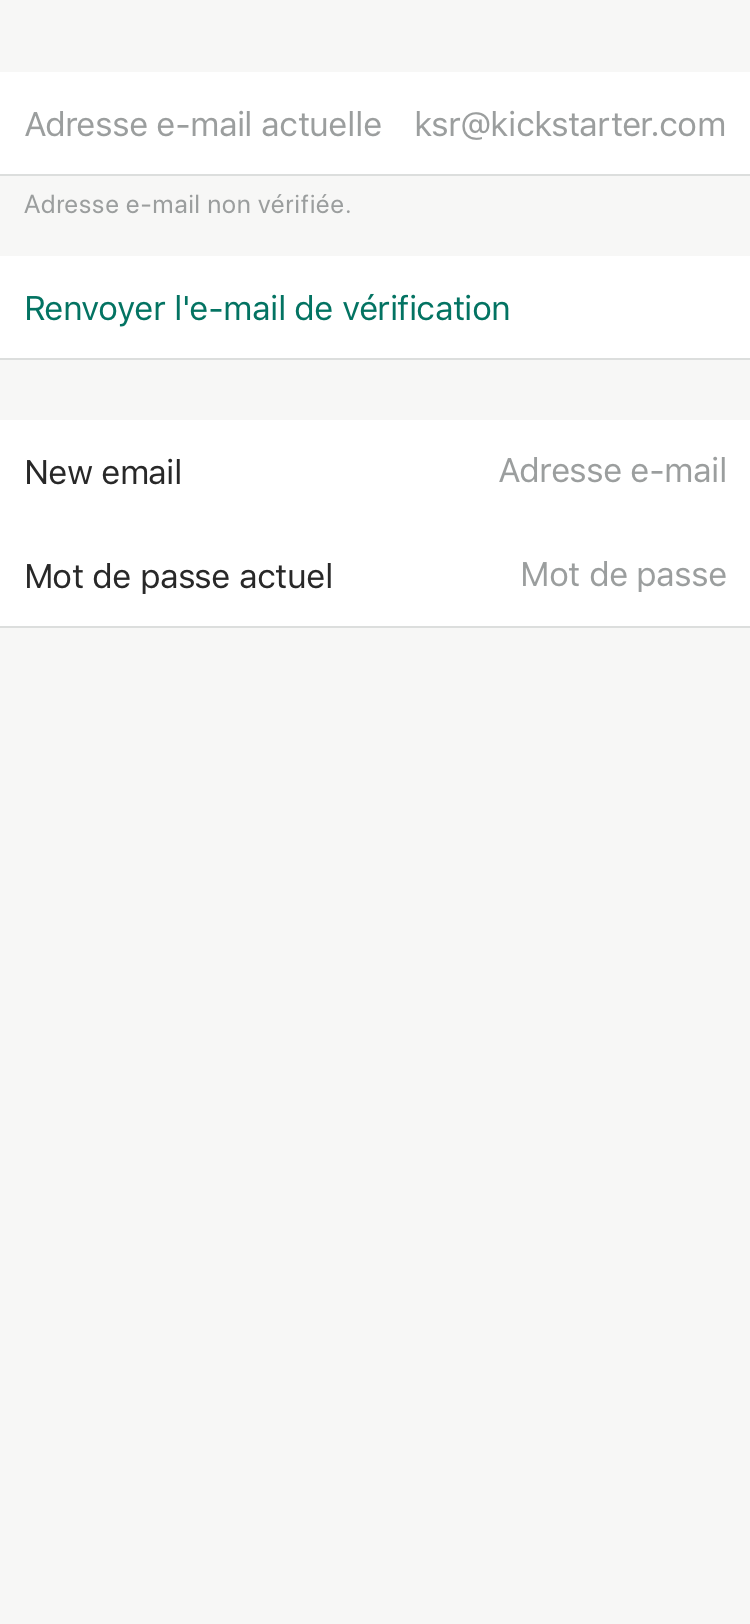 Adresse e-mail actuelle ksr@kickstarter.com
Adresse e-mail non vérifiée.
Renvoyer l'e-mail de vérification
New email Adresse e-mail
Mot de passe actuel Mot de passe